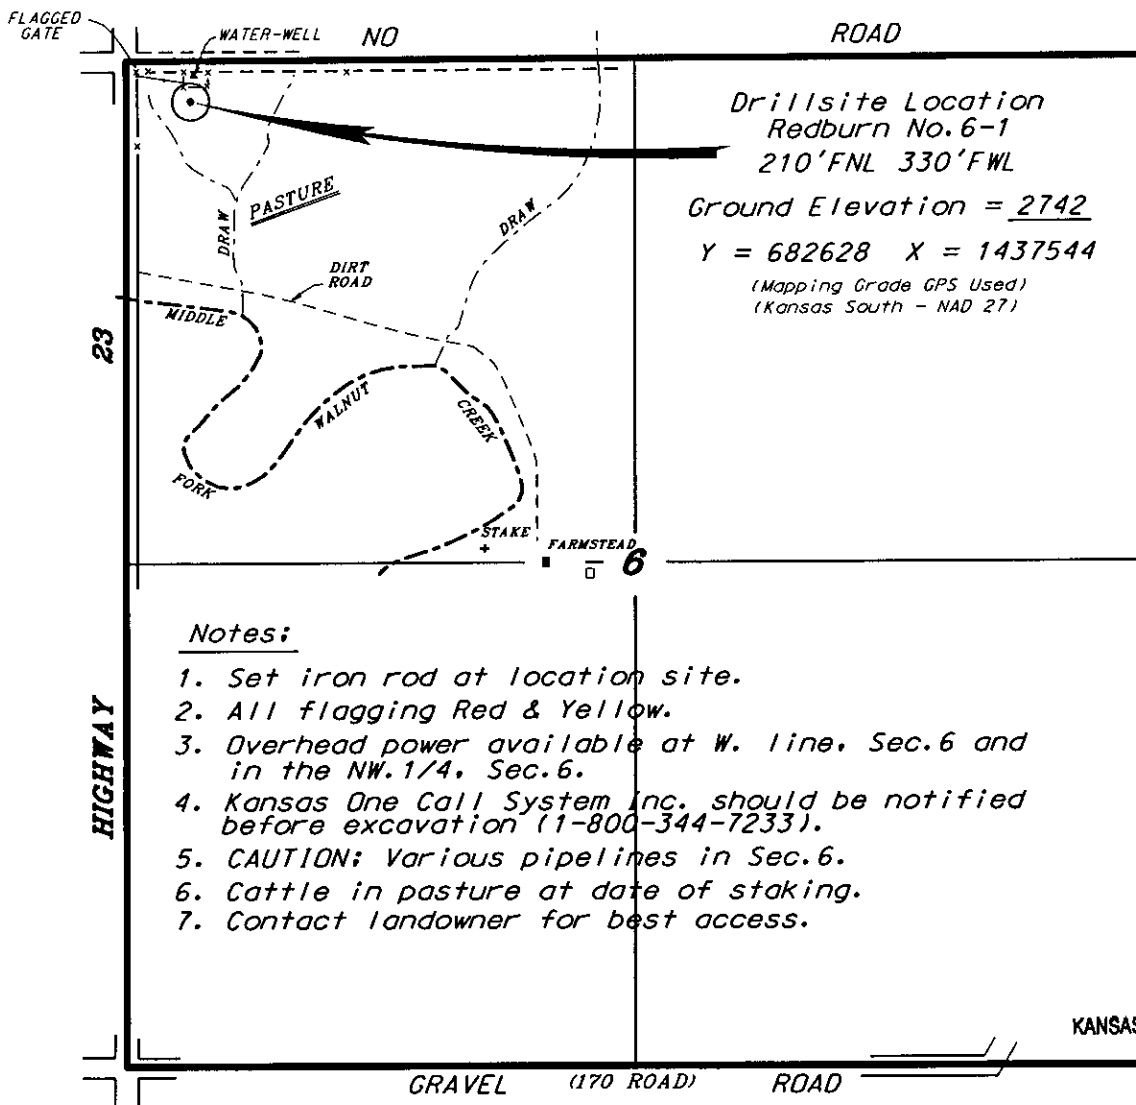 FLAGGED
GATE
WATER-WELL
NO
ROAD
Drillsite Location
Redburn No. 6-1
210'FNL 330'FWL
Ground Elevation = 2742
Y = 682628 X = 1437544
(Mapping Grade GPS Used)
(Kansas South - NAD 27)
PASTURE
DRAW
DRAW
DIRT
ROAD
MIDDLE
23
WALNUT
CREEK
FORK
STAKE
FARMSTEAD
6
Notes:
1. Set iron rod at location site.
2. All flagging Red & Yellow.
3. Overhead power available at W. line, Sec.6 and
in the NW.1/4, Sec.6.
4. Kansas One Call System Inc. should be notified
before excavation (1-800-344-7233).
5. CAUTION: Various pipelines in Sec.6.
6. Cattle in pasture at date of staking.
7. Contact landowner for best access.
HIGHWAY
KANSAS
GRAVEL (170 ROAD) ROAD